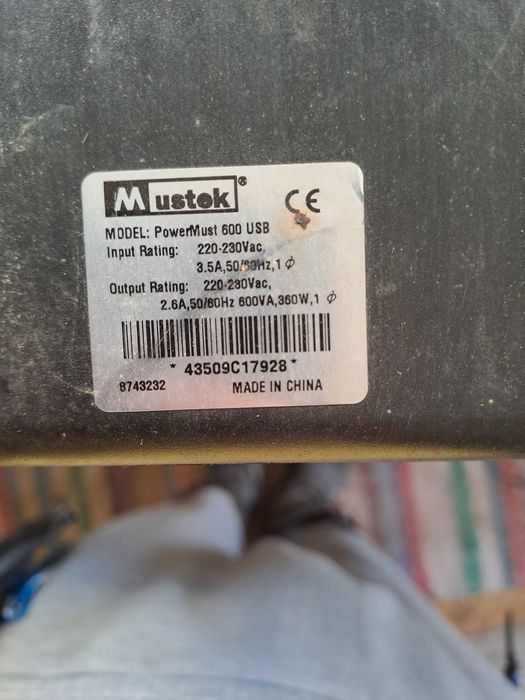 Mustek®
CE
MODEL: PowerMust 600 USB
Input Rating: 220-230Vac,
3.5A,50/60Hz,1 ϕ
Output Rating: 220-230Vac,
2.6A,50/60Hz 600VA,360W,1 ϕ
* 43509C17928 *
8743232 MADE IN CHINA